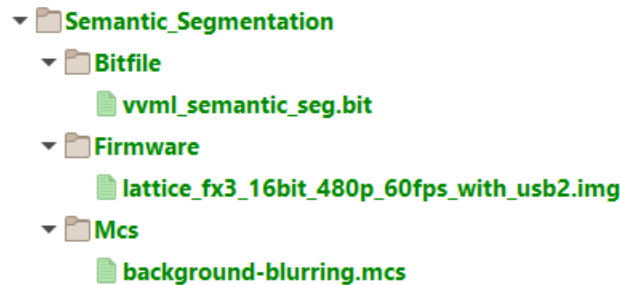 Semantic_Segmentation
Bitfile
vvml_semantic_seg.bit
Firmware
lattice_fx3_16bit_480p_60fps_with_usb2.img
Mcs
background-blurring.mcs